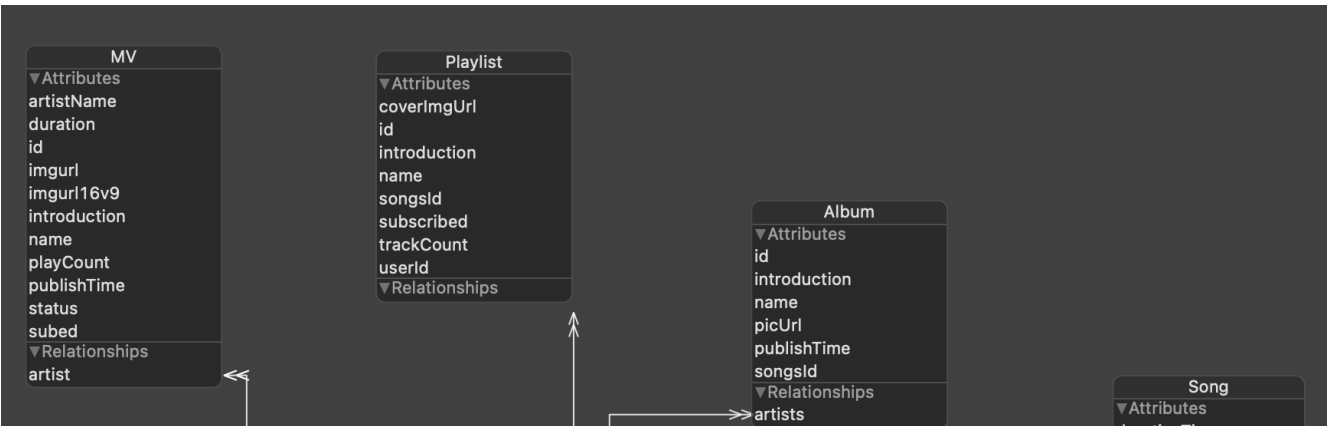 MV
▼Attributes
artistName
duration
id
imgurl
imgurl16v9
introduction
name
playCount
publishTime
status
subed
▼Relationships
artist
Playlist
▼Attributes
coverImgUrl
id
introduction
name
songsId
subscribed
trackCount
userId
▼Relationships
Album
▼Attributes
id
introduction
name
picUrl
publishTime
songsId
▼Relationships
artists
Song
▼Attributes